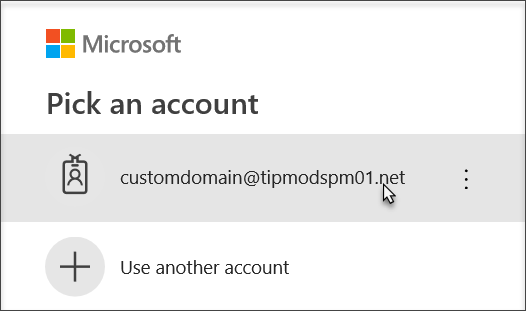 Microsoft
Pick an account
customdomain@tipmodspm01.net
Use another account